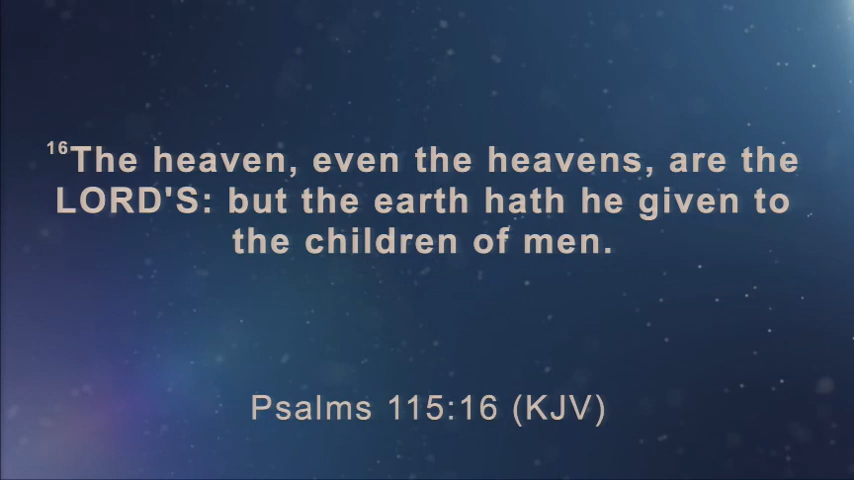 16The heaven, even the heavens, are the
LORD'S: but the earth hath he given to
the children of men.
Psalms 115:16 (KJV)